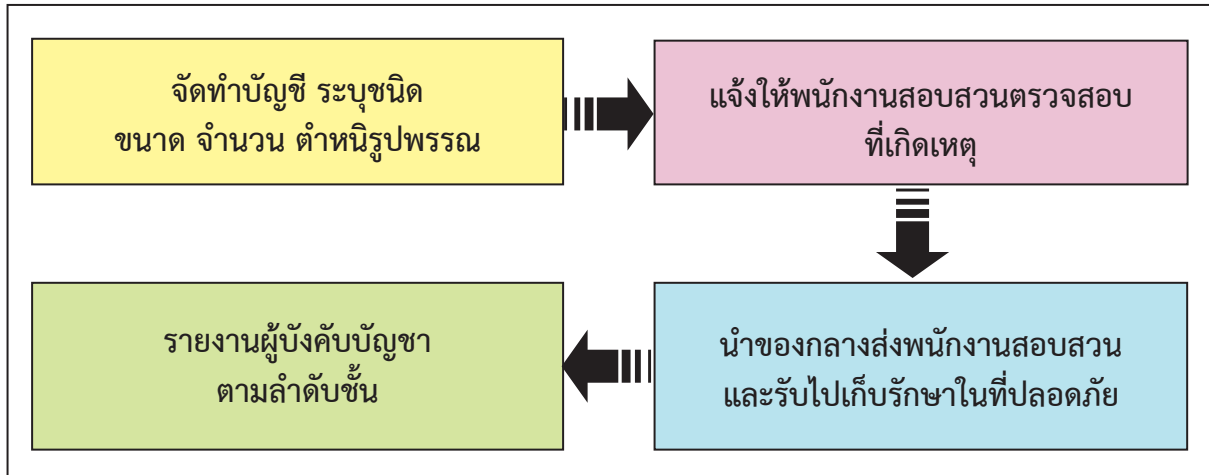 จัดทำบัญชี ระบุชนิด
ขนาด จำนวน ตำหนิรูปพรรณ
แจ้งให้พนักงานสอบสวนตรวจสอบ
ที่เกิดเหตุ
นำของกลางส่งพนักงานสอบสวน
และรับไปเก็บรักษาในที่ปลอดภัย
รายงานผู้บังคับบัญชา
ตามลำดับชั้น